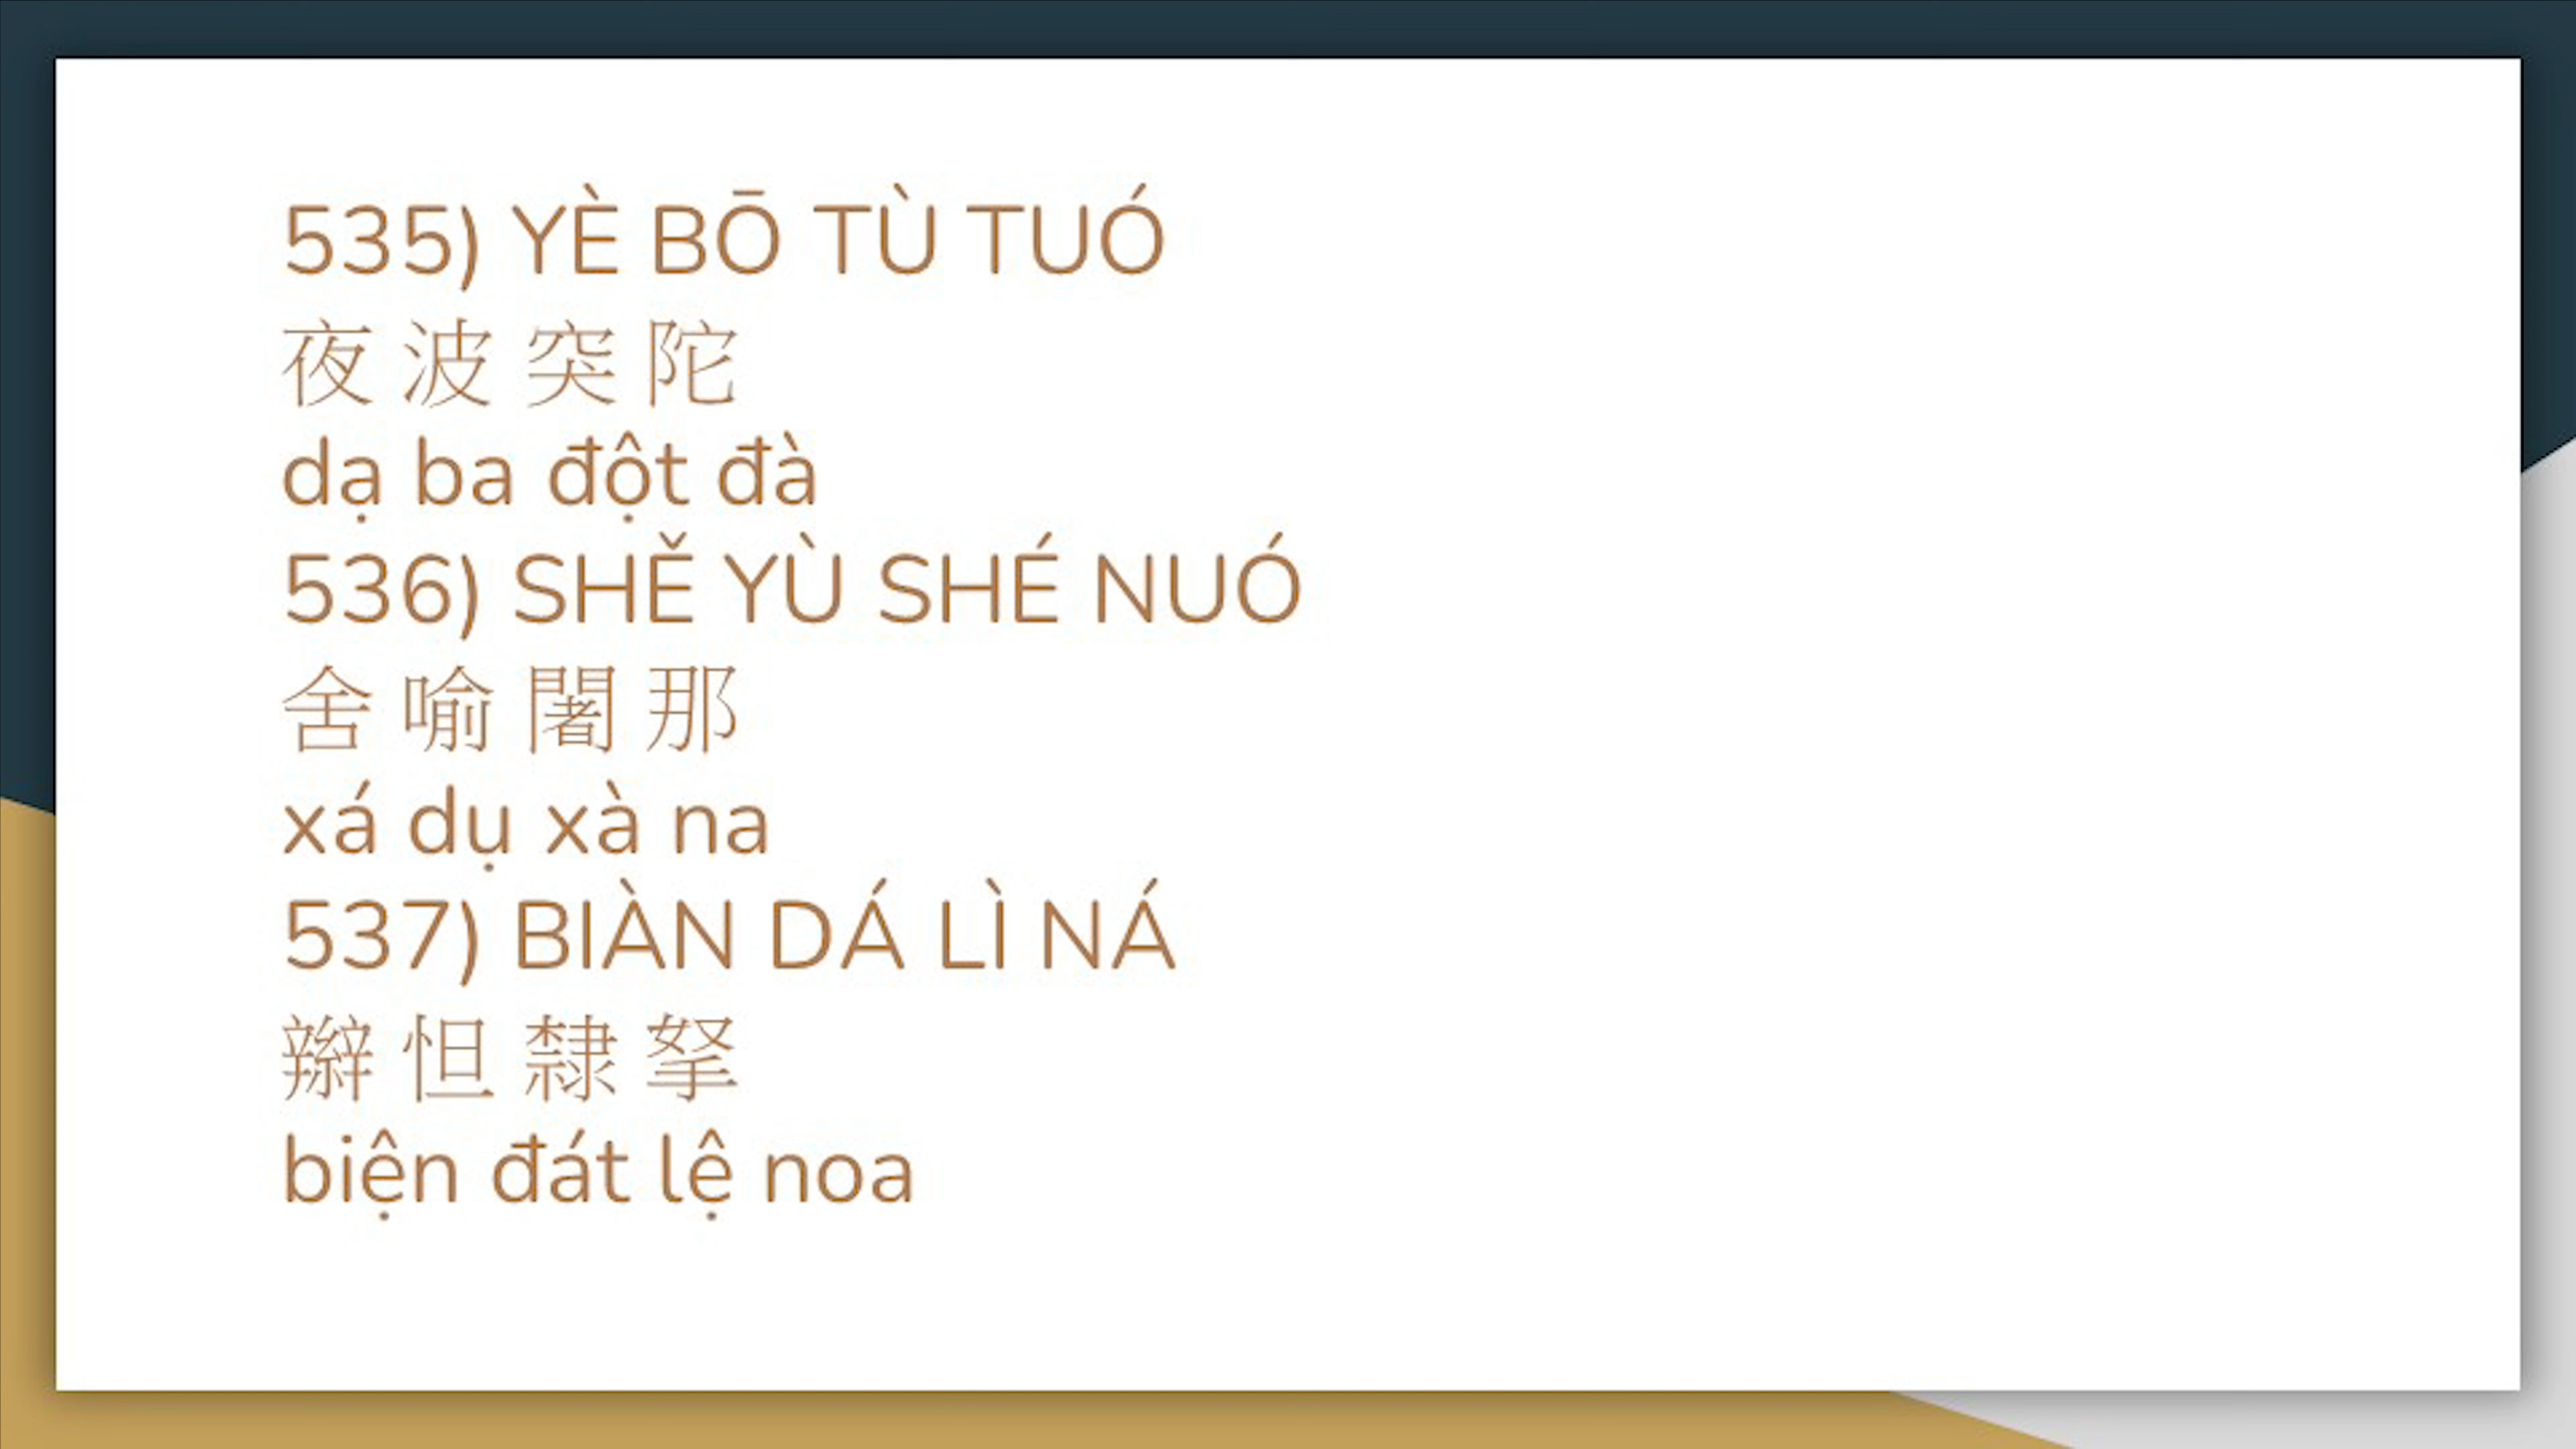 535) YÈ BŌ TÙ TUÓ
夜 波 突 陀
dạ ba đột đà
536) SHĚ YÙ SHÉ NUÓ
舍 喻 闍 那
xá dụ xà na
537) BIÀN DÁ LÌ NÁ
辮 怛 隸 拏
biện đát lệ noa